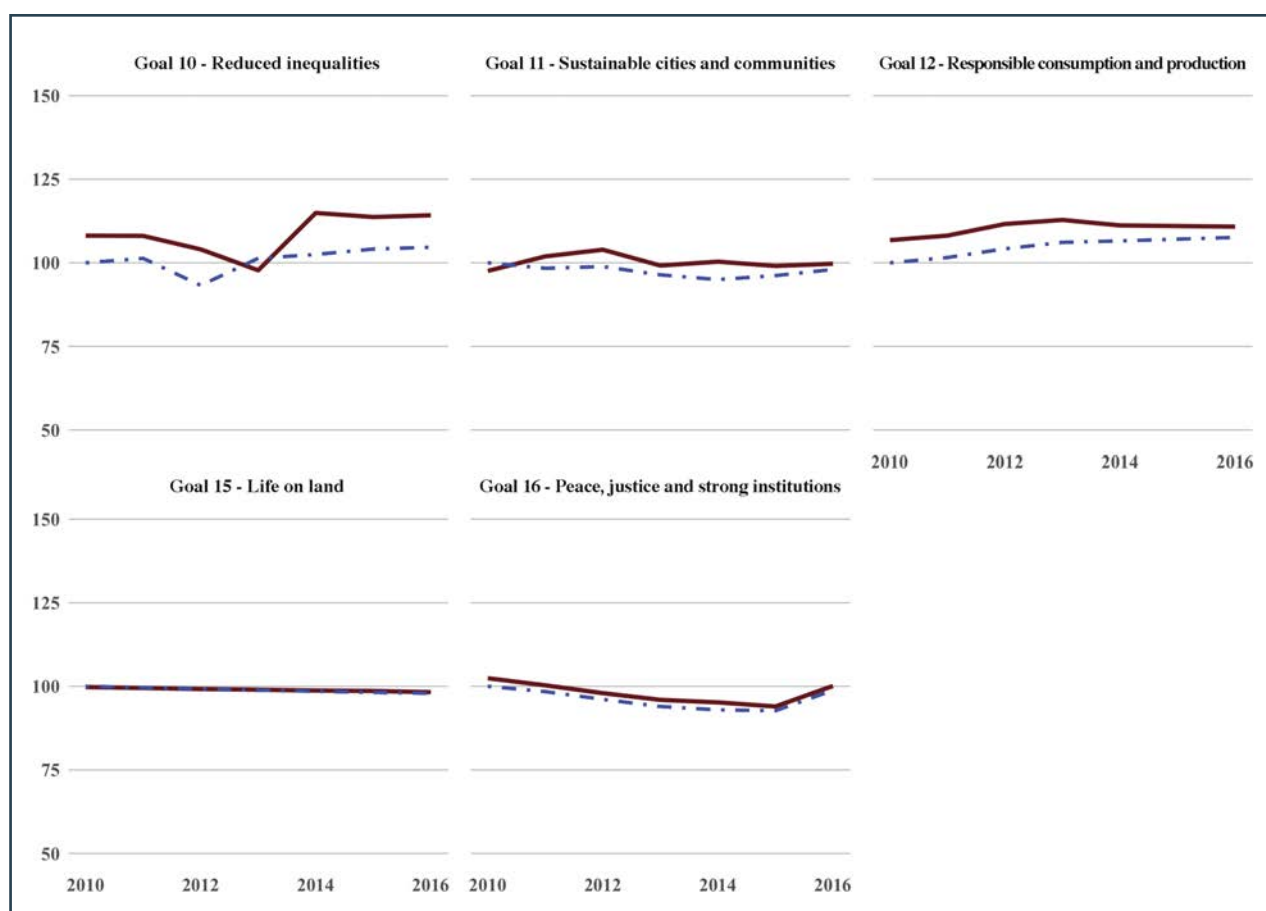 Goal 10 - Reduced inequalities
Goal 11 - Sustainable cities and communities
Goal 12 - Responsible consumption and production
150
125
100
75
50
2010 2012 2014 2016
Goal 15 - Life on land
Goal 16 - Peace, justice and strong institutions
150
125
100
75
50
2010 2012 2014 2016
2010 2012 2014 2016